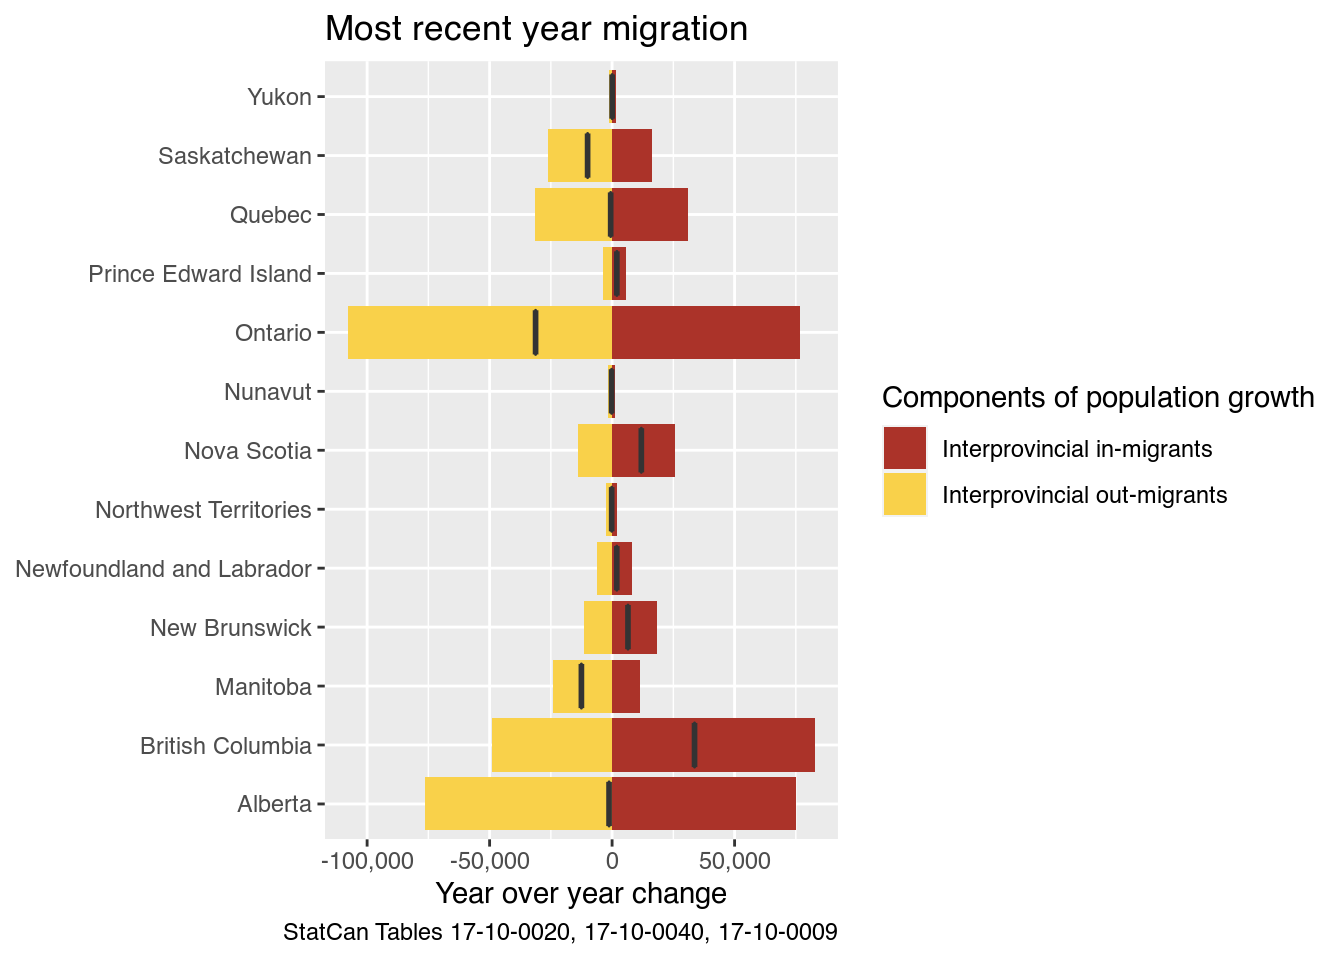 Most recent year migration
Yukon
Saskatchewan
Quebec
Prince Edward Island
Ontario
Nunavut
Nova Scotia
Northwest Territories
Newfoundland and Labrador
New Brunswick
Manitoba
British Columbia
Alberta
-100,000 -50,000 0 50,000
Year over year change
StatCan Tables 17-10-0020, 17-10-0040, 17-10-0009
Components of population growth
Interprovincial in-migrants
Interprovincial out-migrants